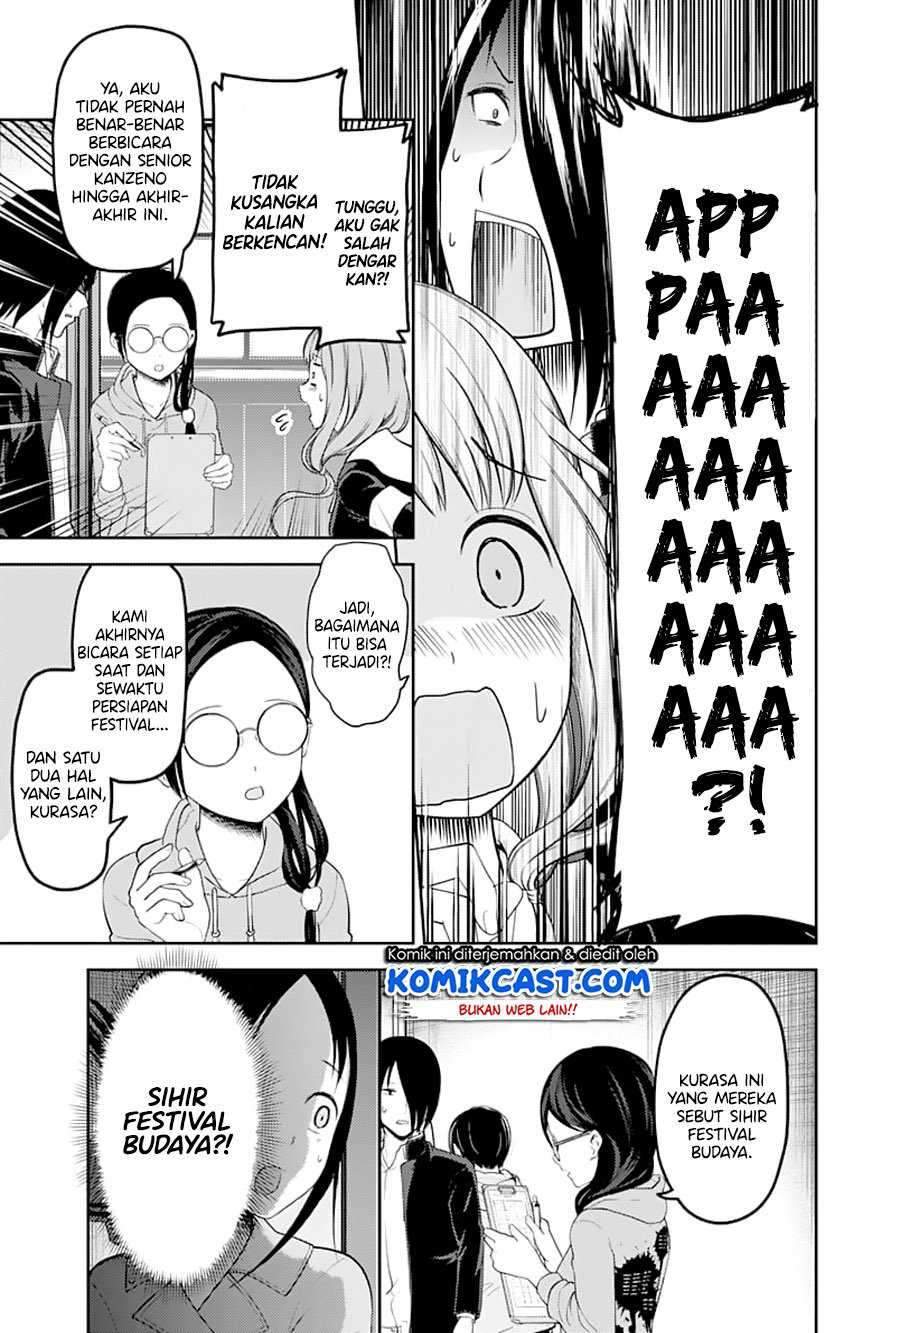 APP
PAA
AAA
AAA
AAA
AAA
AAA
?!
TUNGGU,
AKU GAK
SALAH
DENGAR
KAN?!
TIDAK
KUSANGKA
KALIAN
BERKENCAN!
YA, AKU
TIDAK PERNAH
BENAR-BENAR
BERBICARA
DENGAN SENIOR
KANZENO
HINGGA AKHIR-
AKHIR INI.
JADI,
BAGAIMANA
ITU BISA
TERJADI?!
KAMI
AKHIRNYA
BICARA SETIAP
SAAT DAN
SEWAKTU
PERSIAPAN
FESTIVAL...
DAN SATU
DUA HAL
YANG LAIN,
KURASA?
Komik ini diterjemahkan & diedit oleh
KOMIKCAST.COM
BUKAN WEB LAIN!!
KURASA INI
YANG MEREKA
SEBUT SIHIR
FESTIVAL
BUDAYA.
SIHIR
FESTIVAL
BUDAYA?!